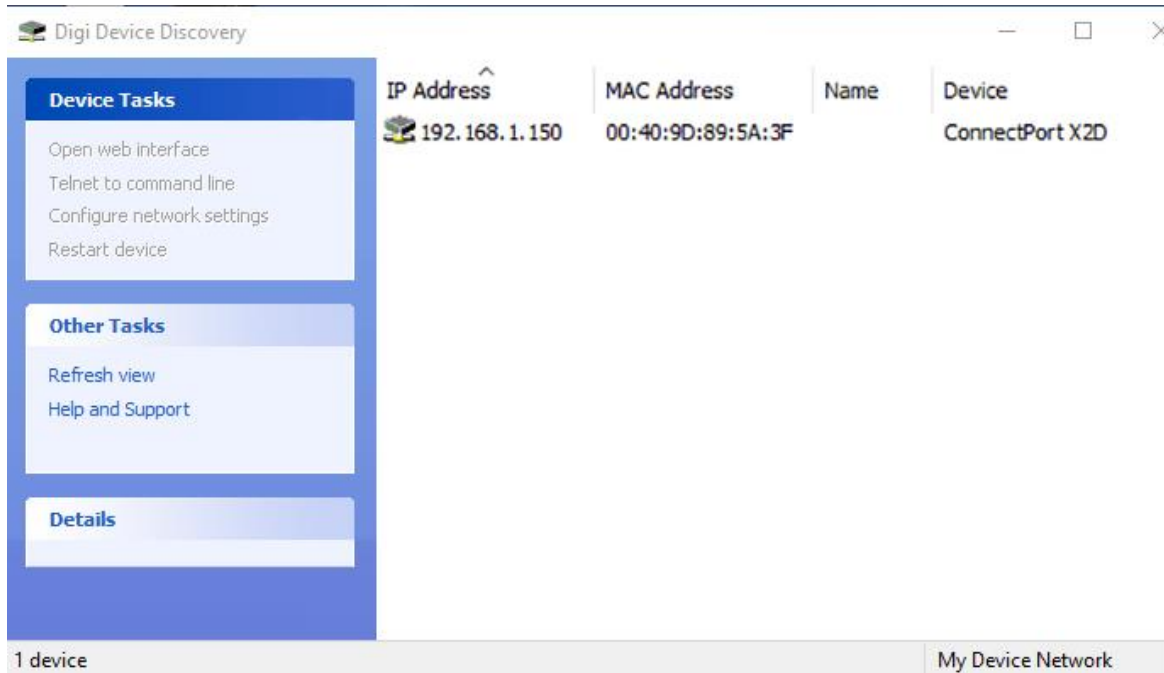 Digi Device Discovery
Device Tasks
Open web interface
Telnet to command line
Configure network settings
Restart device
Other Tasks
Refresh view
Help and Support
Details
IP Address MAC Address Name Device
192.168.1.150 00:40:9D:89:5A:3F ConnectPort X2D
1 device My Device Network